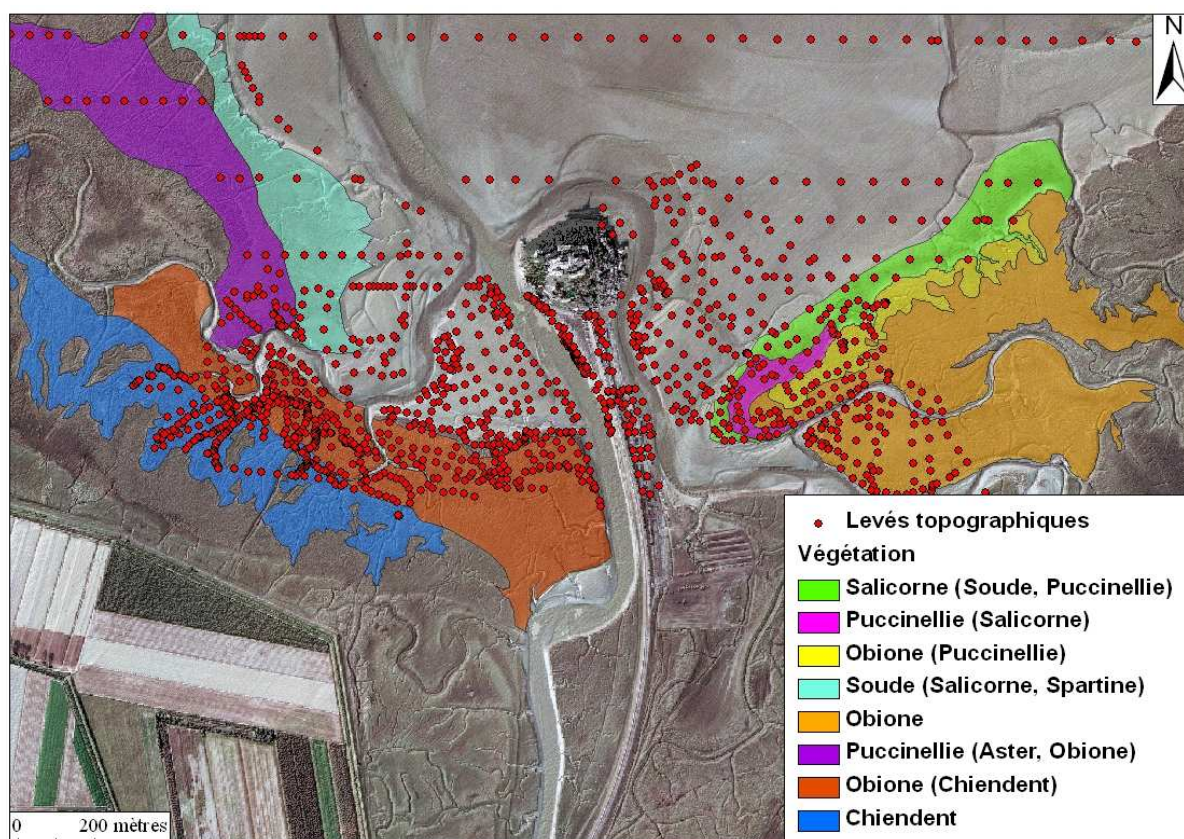 N
Levés topographiques
Végétation
Salicorne (Soude, Puccinellie)
Puccinellie (Salicorne)
Obione (Puccinellie)
Soude (Salicorne, Spartine)
Obione
Puccinellie (Aster, Obione)
Obione (Chiendent)
Chiendent
0 200 mètres